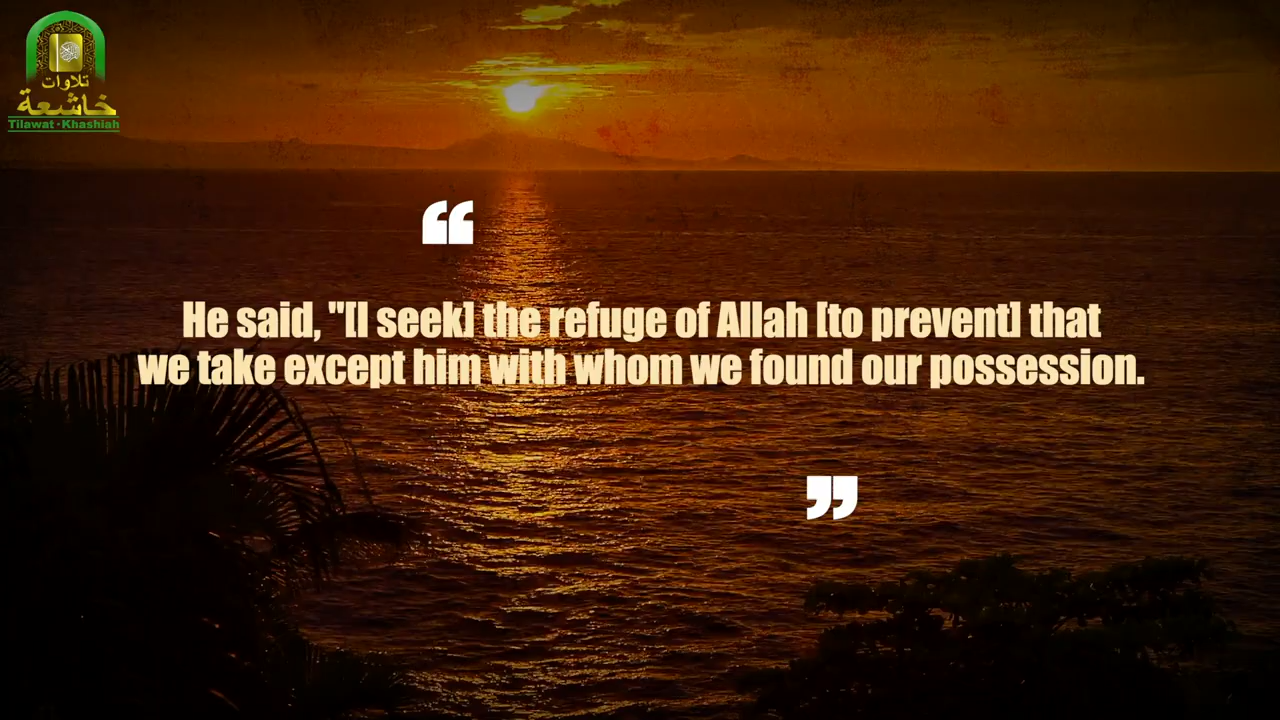 تلاوات
خاشعة
Tilawat · Khashiah
“
He said, "[I seek] the refuge of Allah [to prevent] that
we take except him with whom we found our possession.
”